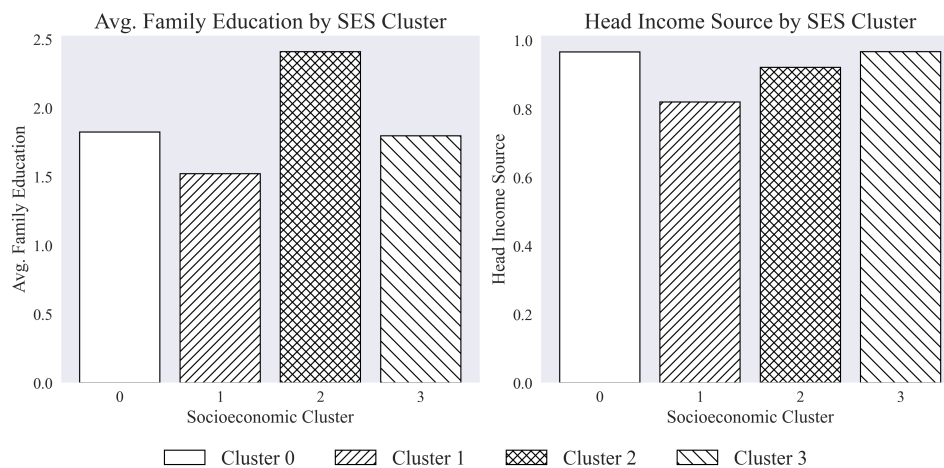 Avg. Family Education by SES Cluster
Avg. Family Education
2.5
2.0
1.5
1.0
0.5
0.0
0 1 2 3
Socioeconomic Cluster
Head Income Source by SES Cluster
Head Income Source
1.0
0.8
0.6
0.4
0.2
0.0
0 1 2 3
Socioeconomic Cluster
Cluster 0 Cluster 1 Cluster 2 Cluster 3